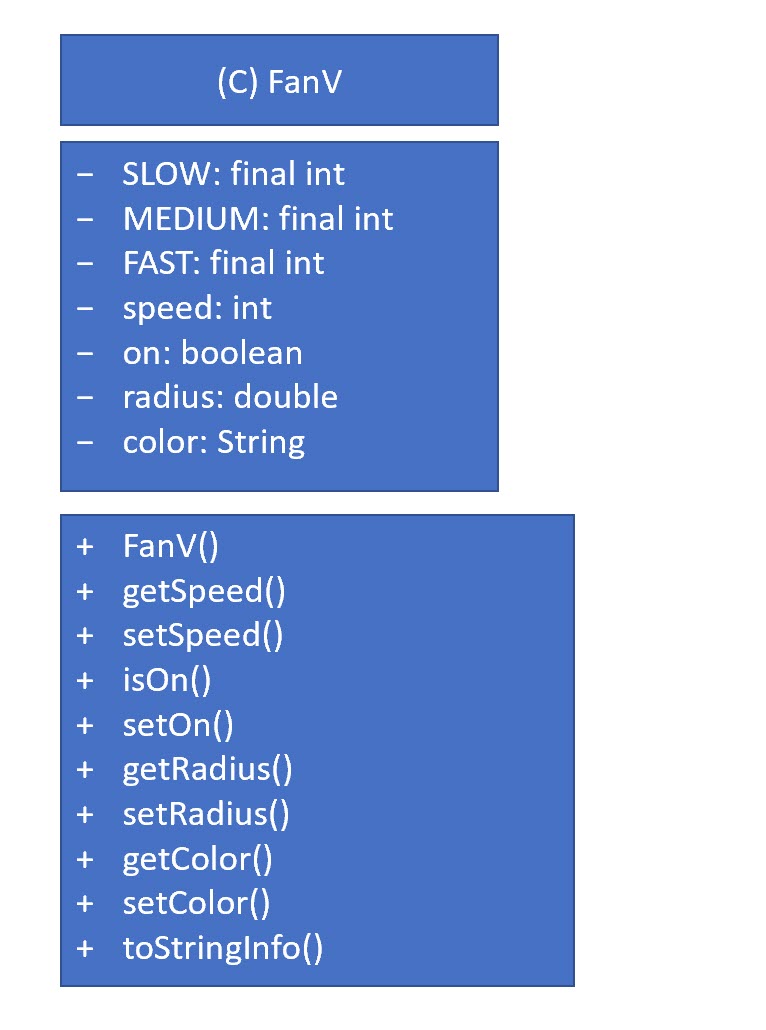 (C) FanV
− SLOW: final int
− MEDIUM: final int
− FAST: final int
− speed: int
− on: boolean
− radius: double
− color: String
+ FanV()
+ getSpeed()
+ setSpeed()
+ isOn()
+ setOn()
+ getRadius()
+ setRadius()
+ getColor()
+ setColor()
+ toStringInfo()